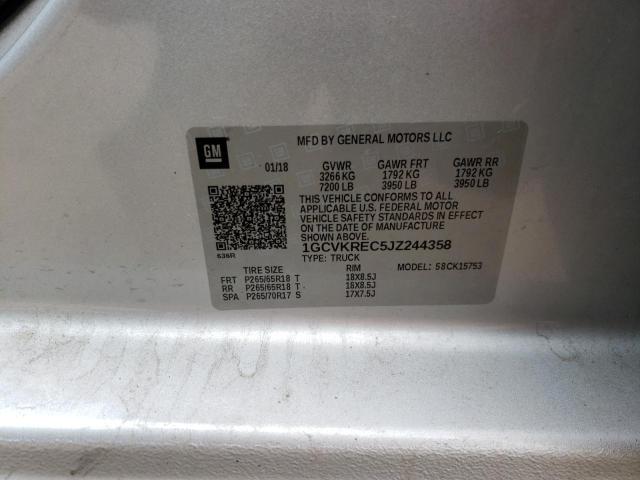 GM
MFD BY GENERAL MOTORS LLC
01/18 GVWR GAWR FRT GAWR RR
3266 KG 1792 KG 1792 KG
7200 LB 3950 LB 3950 LB
THIS VEHICLE CONFORMS TO ALL
APPLICABLE U.S. FEDERAL MOTOR
VEHICLE SAFETY STANDARDS IN EFFECT
ON THE DATE OF MANUFACTURE
1GCVKREC5JZ244358
TYPE: TRUCK
636R
MODEL: 58CK15753
TIRE SIZE RIM
FRT P265/65R18 T 18X8.5J
RR P265/65R18 T 18X8.5J
SPA P265/70R17 S 17X7.5J